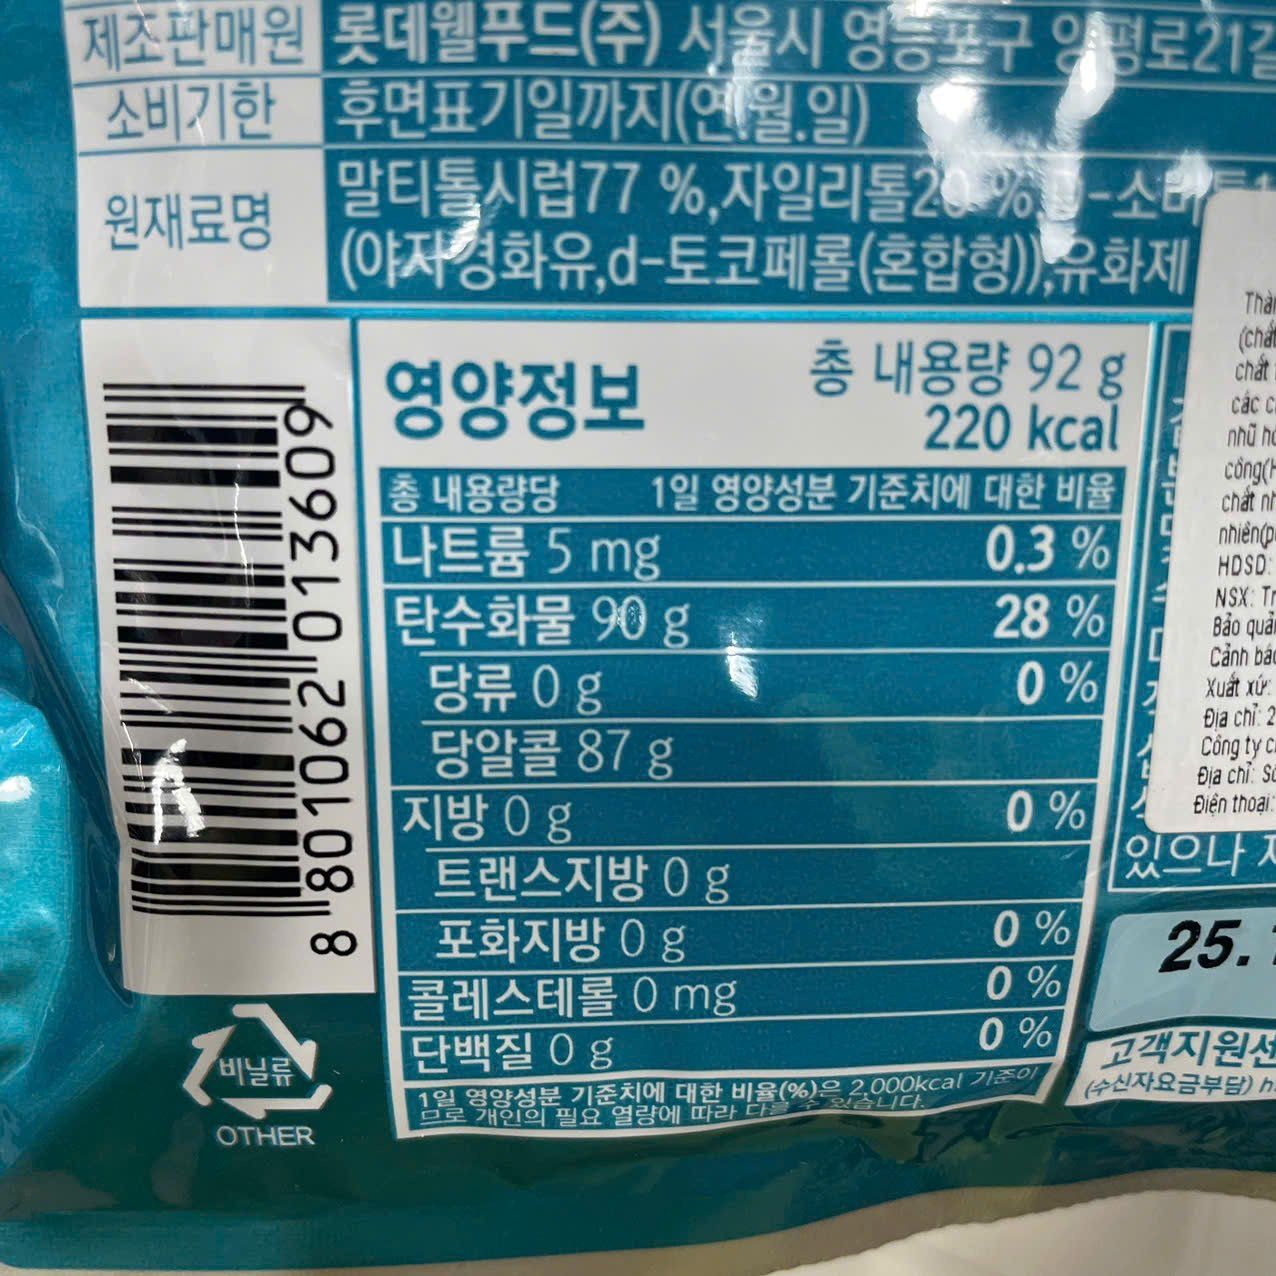 제조판매원 롯데웰푸드(주) 서울시 영등포구 양평로21길
소비기한 후면표기일까지(연.월.일)
원재료명 말티톨시럽77 %,자일리톨20 %,
(야자경화유,d-토코페롤(혼합형)),유화제
영양정보
총 내용량 92 g
220 kcal
총 내용량당 1일 영양성분 기준치에 대한 비율
나트륨 5 mg 0.3 %
탄수화물 90 g 28 %
당류 0 g 0 %
당알콜 87 g
지방 0 g 0 %
트랜스지방 0 g
포화지방 0 g 0 %
콜레스테롤 0 mg 0 %
단백질 0 g 0 %
1일 영양성분 기준치에 대한 비율(%)은 2,000kcal 기준이
므로 개인의 필요 열량에 따라 다를 수 있습니다.
8 801062 013609
비닐류
OTHER
chất
các
nhũ
chất
HDSD:
NSX:
Bảo quản
Cảnh báo
Xuất xứ:
Địa chỉ: 2
Công ty
Địa chỉ: Số
Điện thoại:
있으나
25.
고객지원센
(수신자요금부담)